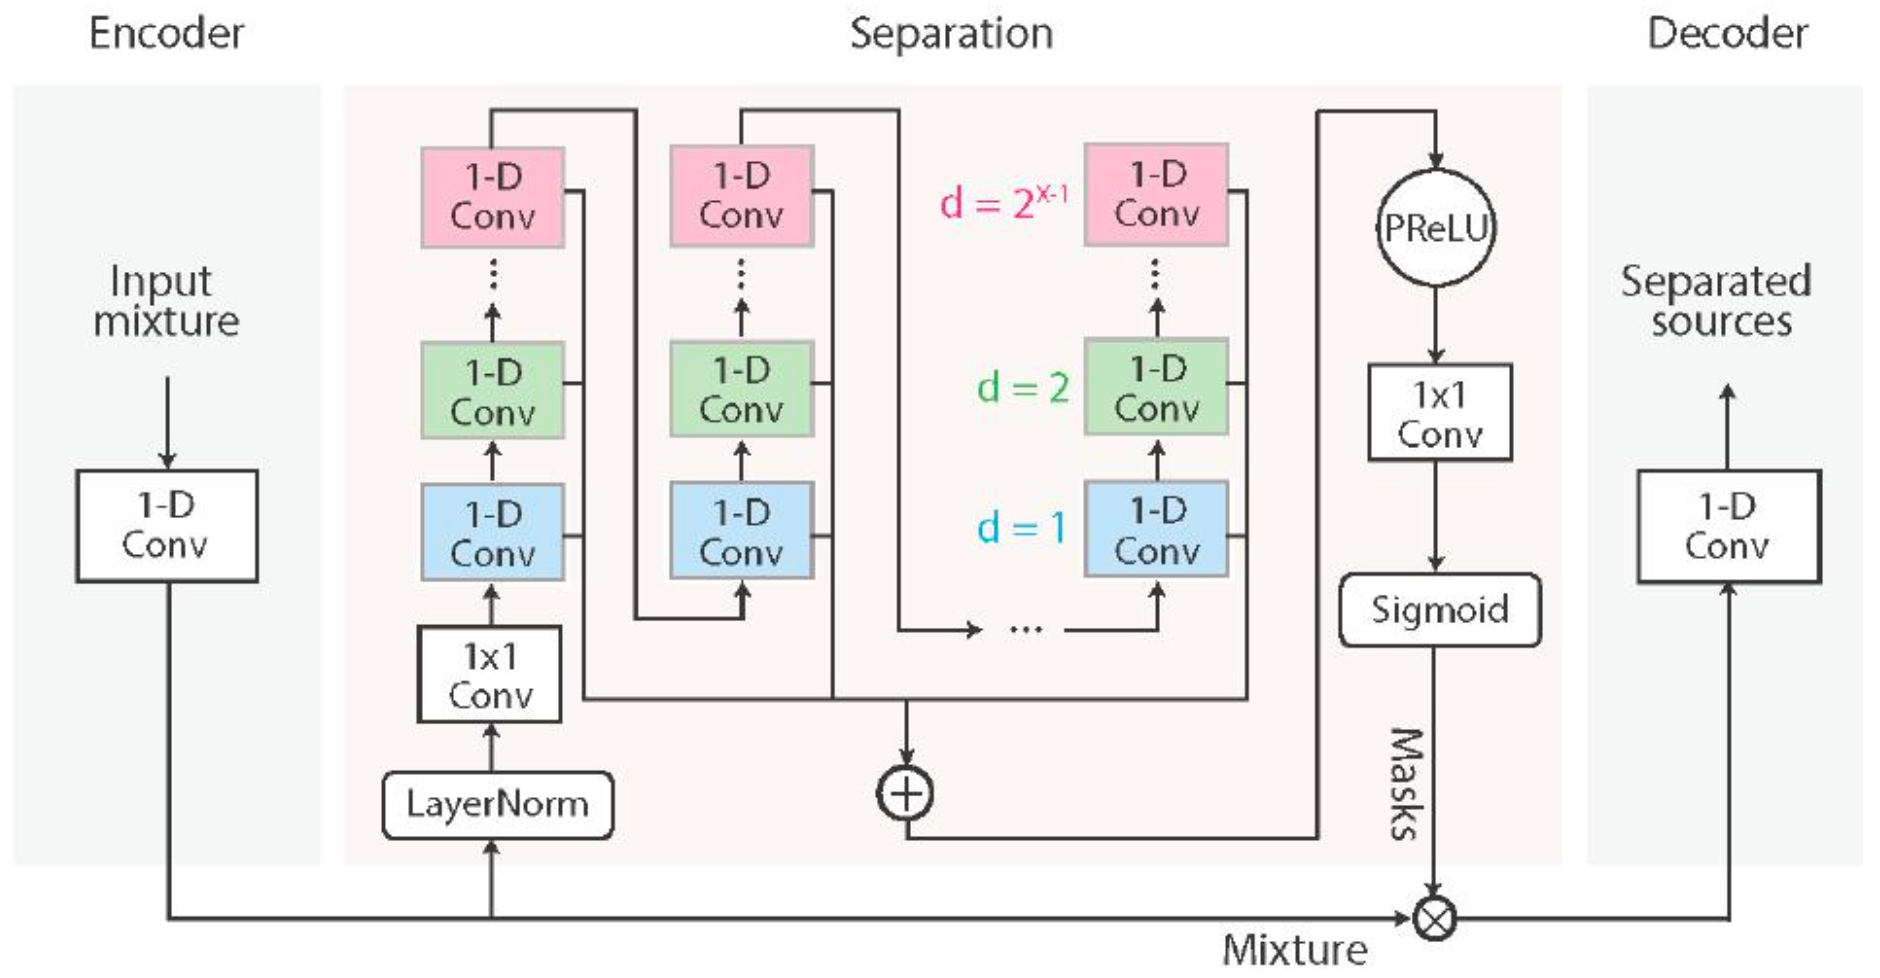 Encoder
Separation
Decoder
Input
mixture
1-D
Conv
1-D
Conv
1-D
Conv
1-D
Conv
1x1
Conv
LayerNorm
1-D
Conv
1-D
Conv
1-D
Conv
...
d = 2^{X-1}
d = 2
d = 1
1-D
Conv
1-D
Conv
1-D
Conv
+
PReLU
1x1
Conv
Sigmoid
Masks
Mixture
Separated
sources
1-D
Conv